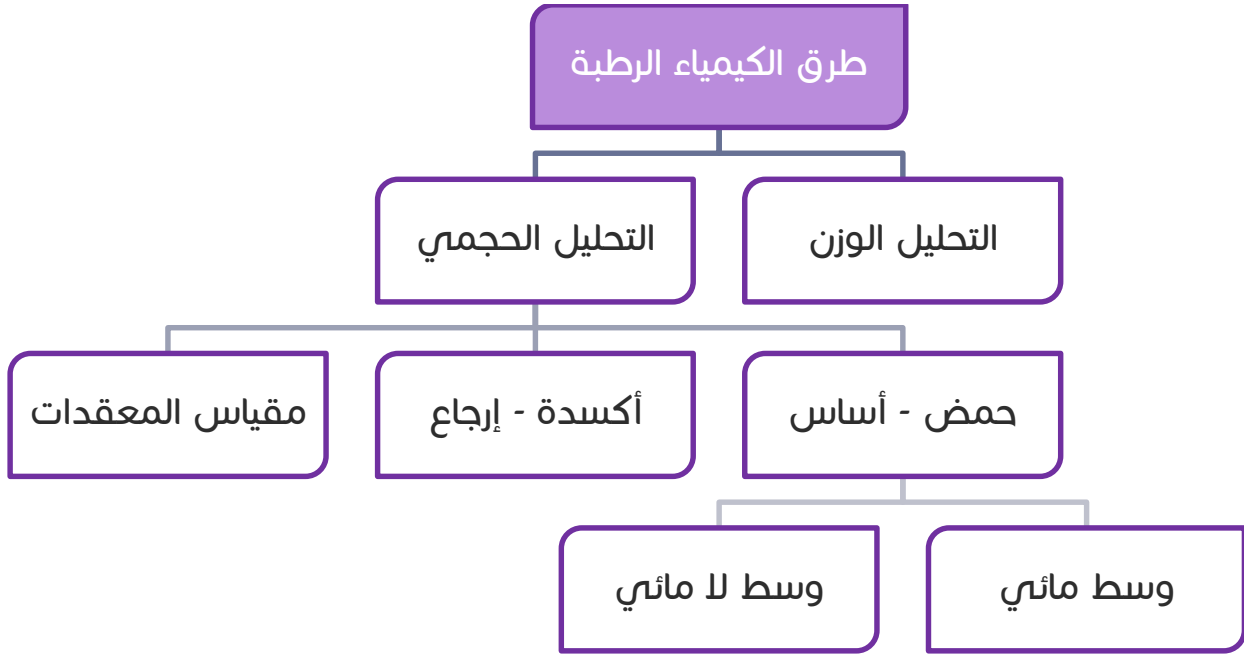 طرق الكيمياء الرطبة
التحليل الوزن
التحليل الحجمي
حمض - أساس
أكسدة - إرجاع
مقياس المعقدات
وسط مائي
وسط لا مائي